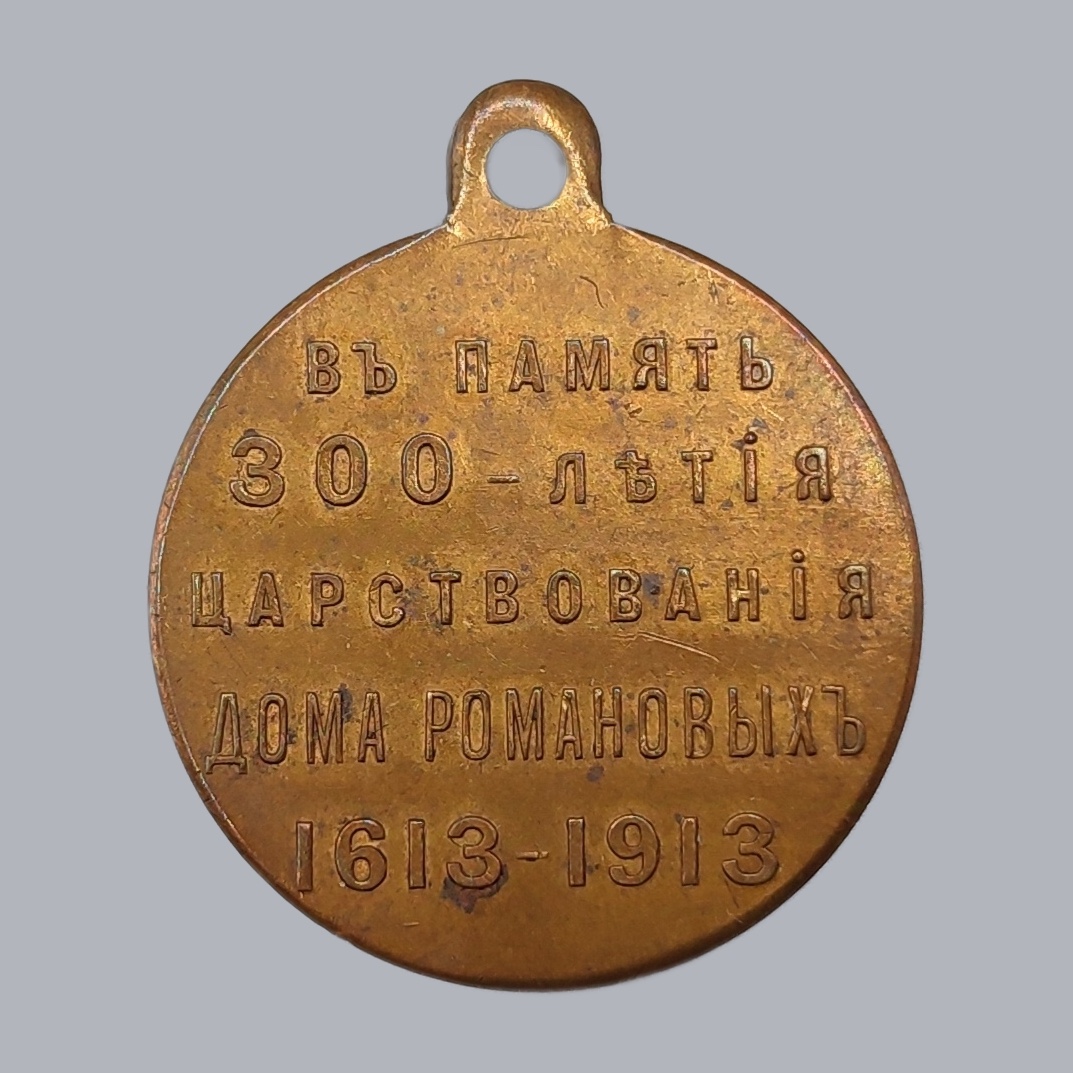 ВЪ ПАМЯТЬ
300-ЛѢТІЯ
ЦАРСТВОВАНІЯ
ДОМА РОМАНОВЫХЪ
1613-1913